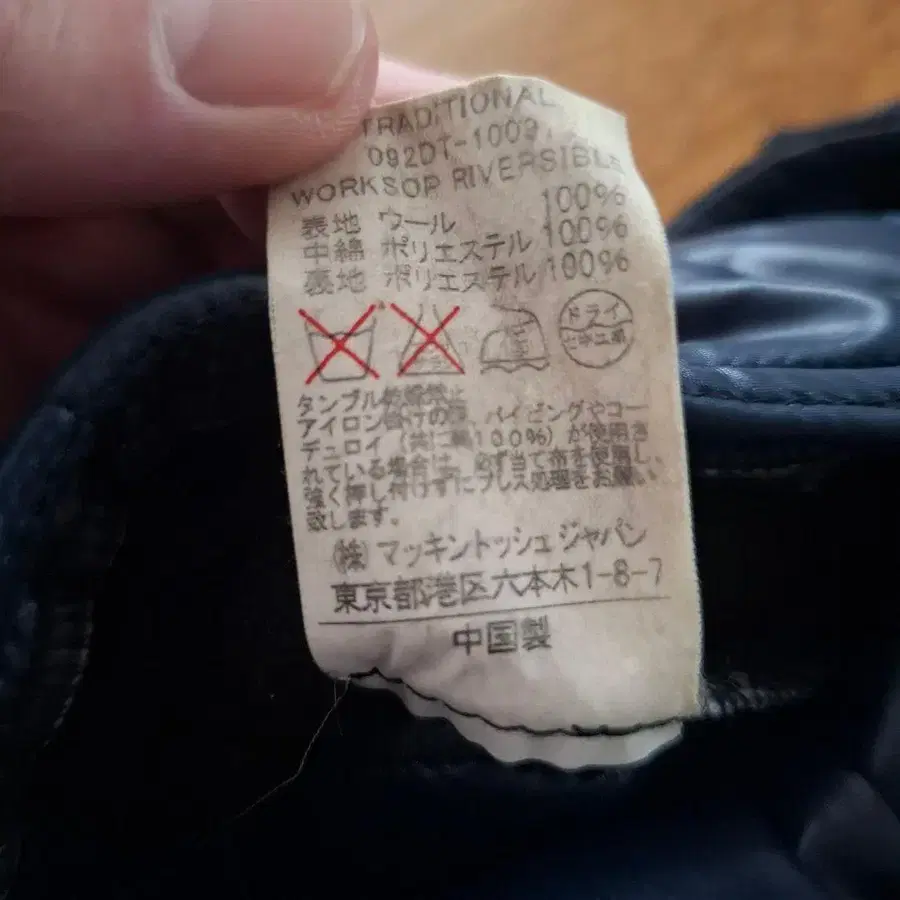 TRADITIONAL
092DT-1009
WORKSOP RIVERSIBLE
表地 ウール 100%
中綿 ポリエステル 100%
裏地 ポリエステル 100%
ドライ
セキユ系
タンブル乾燥禁止
アイロン掛けの際、パイピングやコー
デュロイ(共に綿100%)が使用さ
れている場合は、必ず当て布を使用し、
強く押し付けずにプレス処理をお願い
致します。
(株)マッキントッシュジャパン
東京都港区六本木1-8-7
中国製